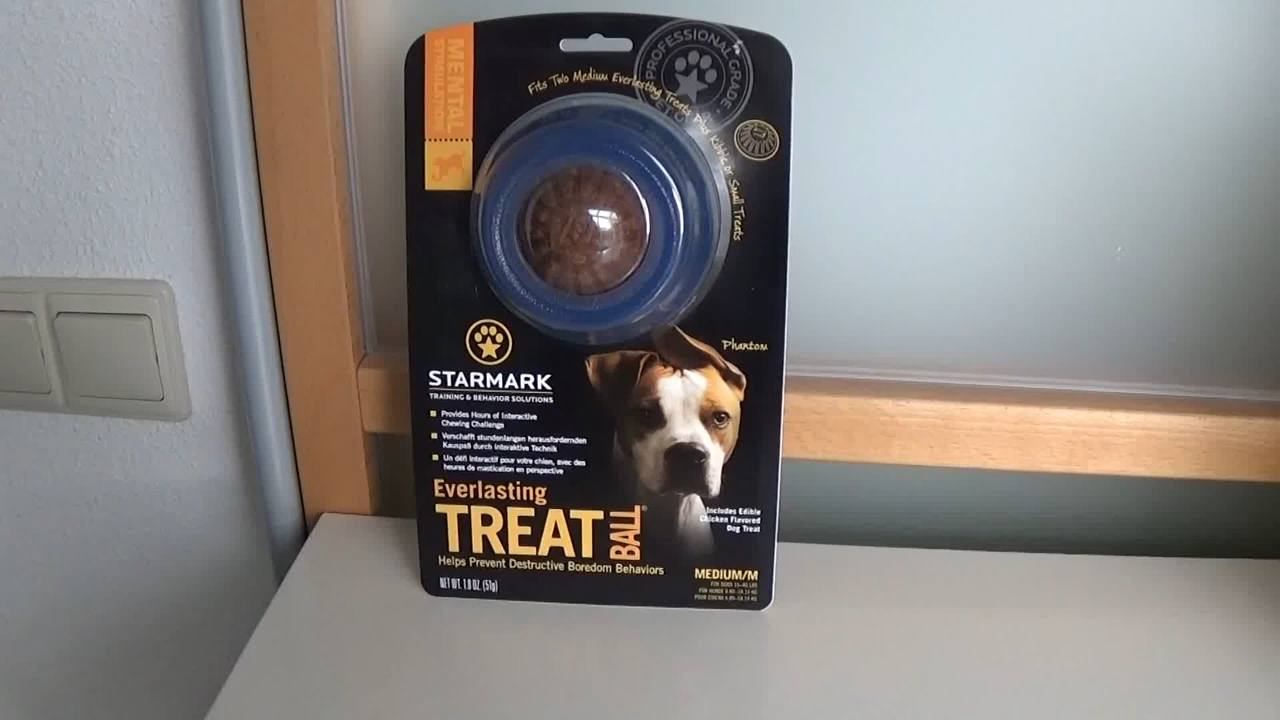 MENTAL
STIMULATION
PROFESSIONAL GRADE
Fits Two Medium Everlasting Treats Plus Kibble or Small Treats
Phantom
STARMARK
TRAINING & BEHAVIOR SOLUTIONS
Provides Hours of Interactive
Chewing Challenge
Verschafft stundenlangen herausfordernden
Kauspaß durch interaktive Technik
Un défi interactif pour votre chien, avec des
heures de mastication en perspective
Everlasting
TREAT BALL®
Includes Edible
Chicken Flavored
Dog Treat
Helps Prevent Destructive Boredom Behaviors
NET WT. 1.8 OZ. (51g)
MEDIUM/M